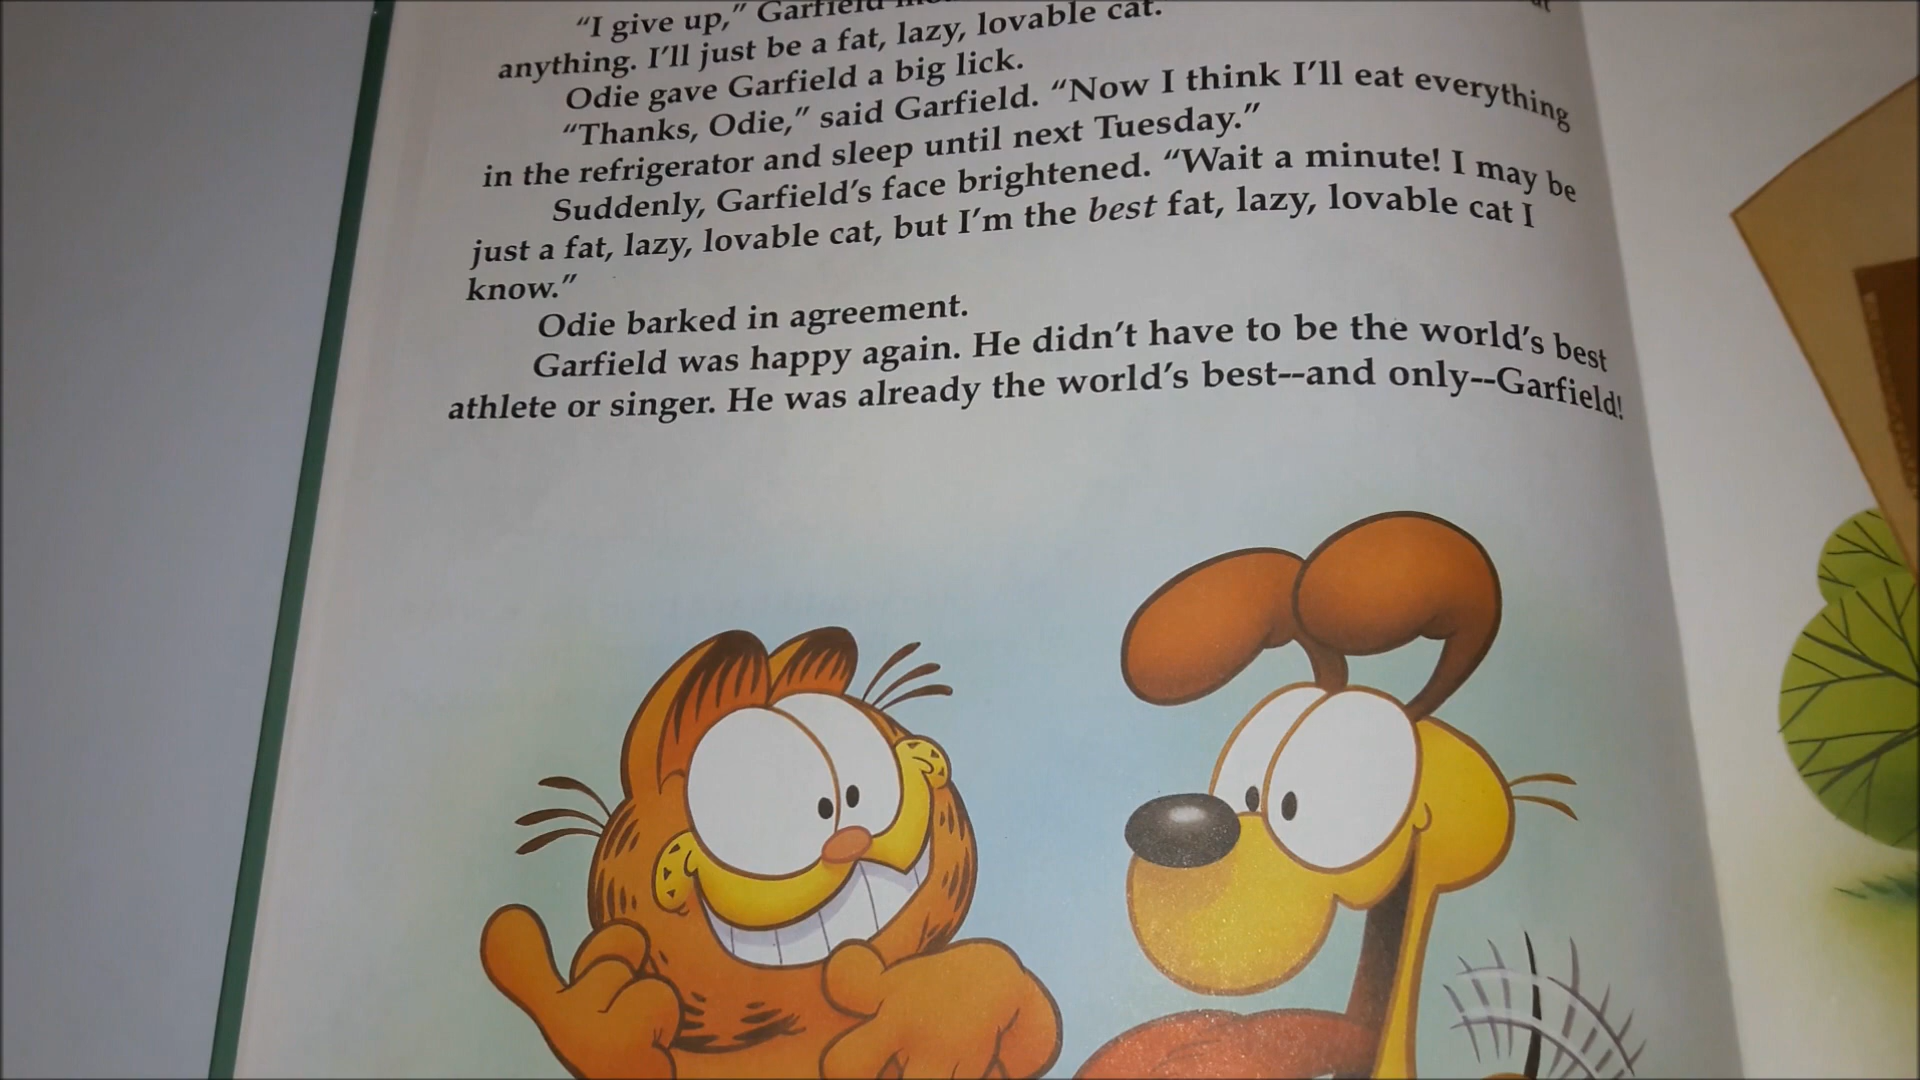 "I give up," Garfield
anything. I'll just be a fat, lazy, lovable cat.
Odie gave Garfield a big lick.
"Thanks, Odie," said Garfield. "Now I think I'll eat everything
in the refrigerator and sleep until next Tuesday."
Suddenly, Garfield's face brightened. "Wait a minute! I may be
just a fat, lazy, lovable cat, but I'm the best fat, lazy, lovable cat I
know."
Odie barked in agreement.
Garfield was happy again. He didn't have to be the world's best
athlete or singer. He was already the world's best--and only--Garfield!